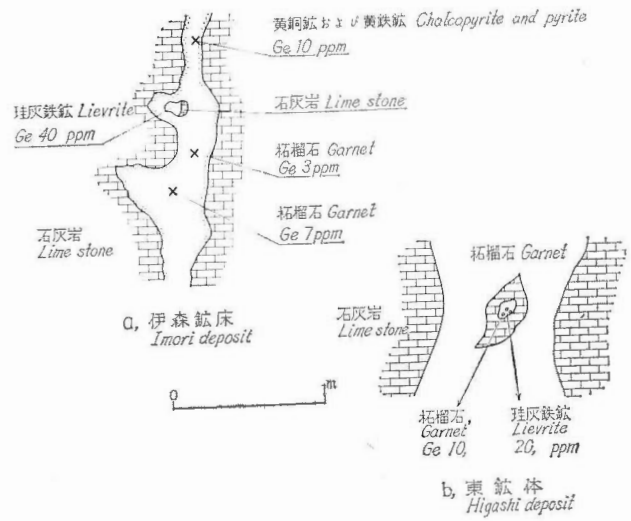 黄銅鉱および黄鉄鉱 Chalcopyrite and pyrite
Ge 10 ppm
珪灰鉄鉱 Lievrite
Ge 40 ppm
石灰岩 Lime stone
柘榴石 Garnet
Ge 3 ppm
柘榴石 Garnet
Ge 7 ppm
石灰岩
Lime stone
a, 伊森鉱床
Imori deposit
0 m
柘榴石 Garnet
石灰岩
Lime stone
柘榴石,
Garnet
Ge 10,
珪灰鉄鉱
Lievrite
20, ppm
b, 東鉱体
Higashi deposit